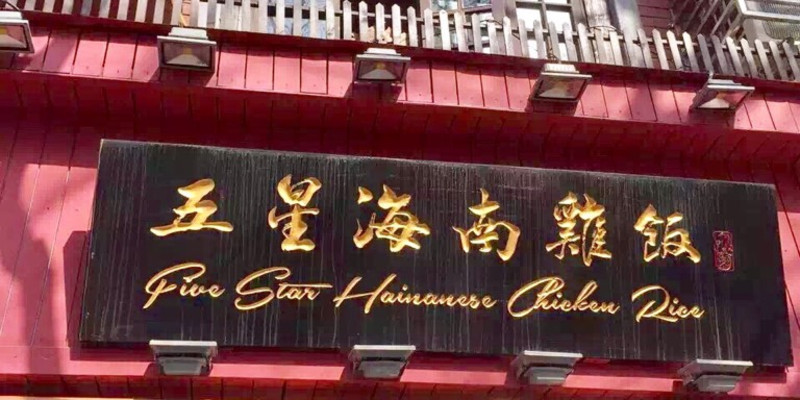 五星海南雞飯
Five Star Hainanese Chicken Rice